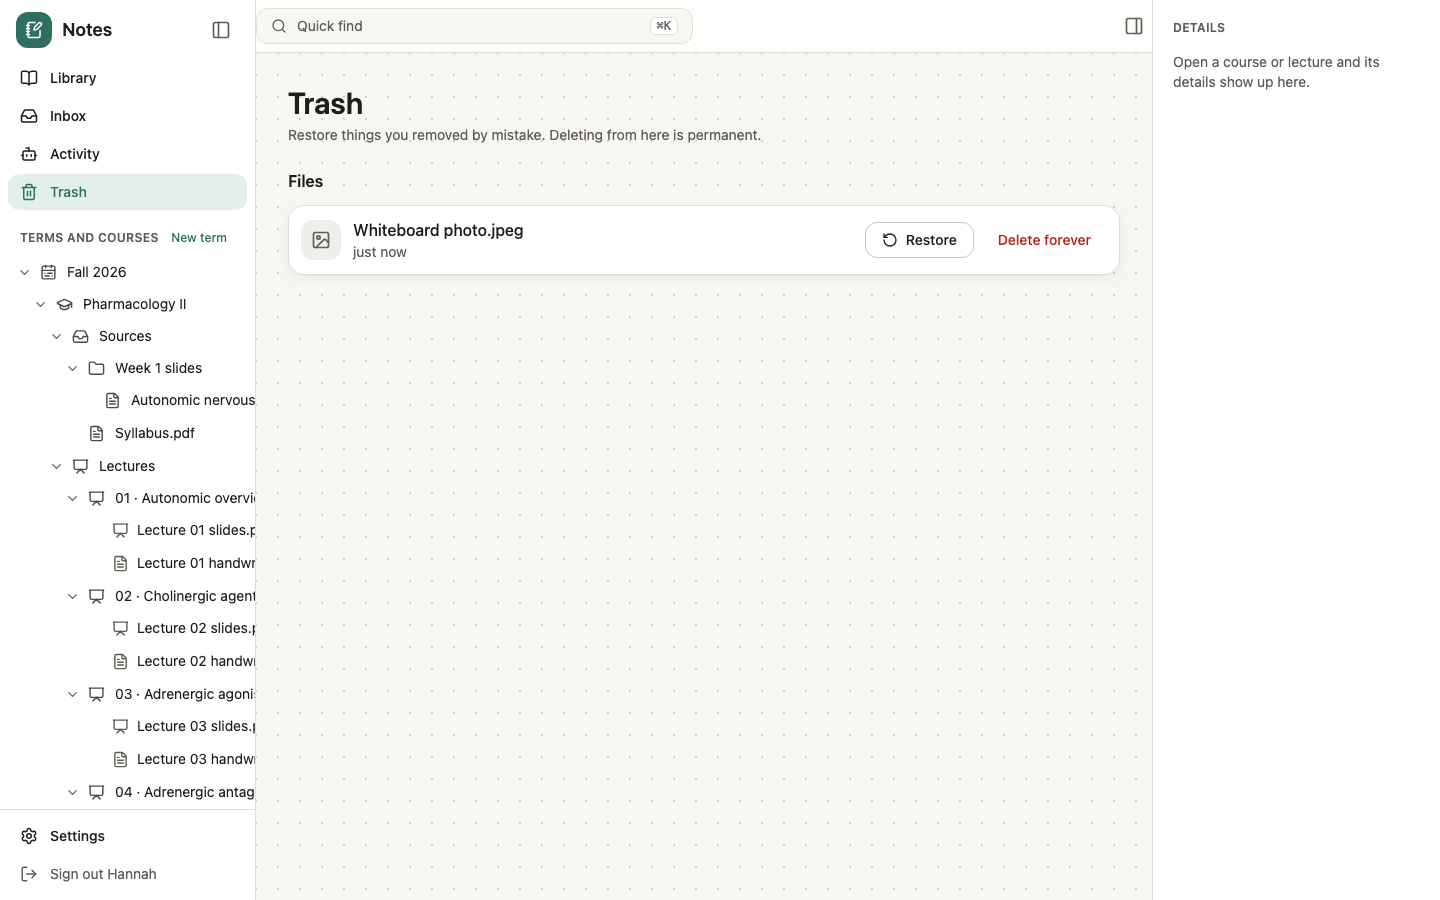 Notes
Library
Inbox
Activity
Trash
TERMS AND COURSES New term
Fall 2026
Pharmacology II
Sources
Week 1 slides
Autonomic nervous
Syllabus.pdf
Lectures
01 · Autonomic overvi
Lecture 01 slides.p
Lecture 01 handwr
02 · Cholinergic agent
Lecture 02 slides.p
Lecture 02 handwr
03 · Adrenergic agonis
Lecture 03 slides.p
Lecture 03 handwr
04 · Adrenergic antag
Settings
Sign out Hannah
Quick find ⌘K
Trash
Restore things you removed by mistake. Deleting from here is permanent.
Files
Whiteboard photo.jpeg
just now
Restore
Delete forever
DETAILS
Open a course or lecture and its
details show up here.